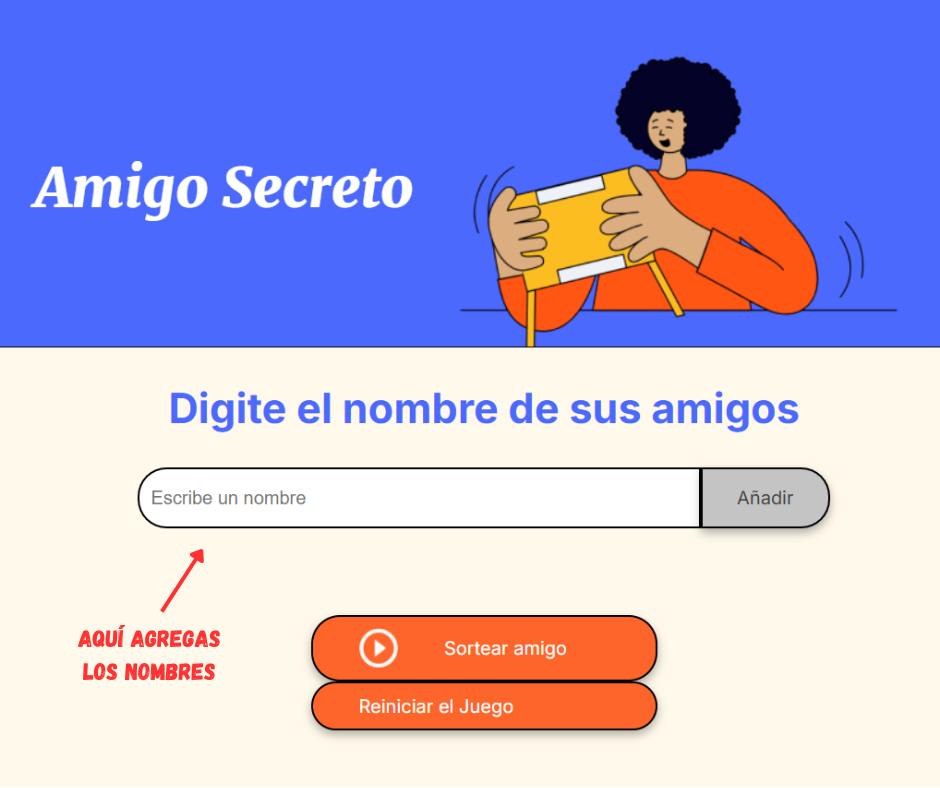 Amigo Secreto
Digite el nombre de sus amigos
Escribe un nombre
Añadir
AQUÍ AGREGAS
LOS NOMBRES
Sortear amigo
Reiniciar el Juego